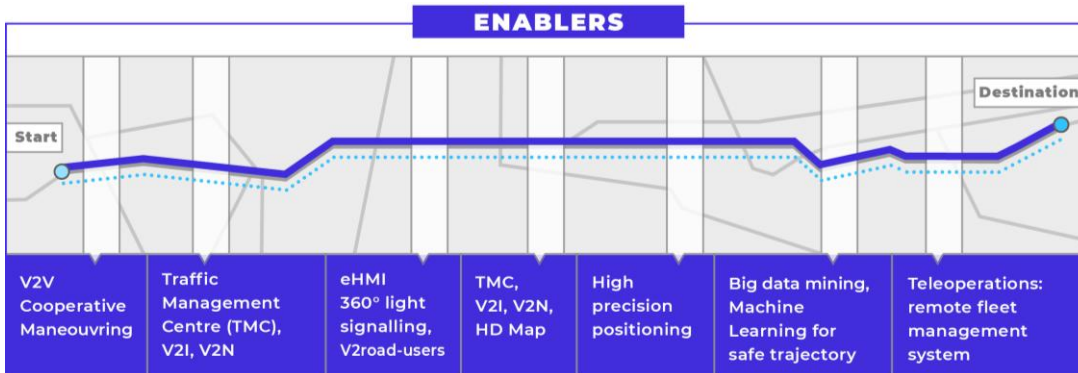 ENABLERS
Start
Destination
V2V
Cooperative
Maneouvring
Traffic
Management
Centre (TMC),
V2I, V2N
eHMI
360° light
signalling,
V2road-users
TMC,
V2I, V2N,
HD Map
High
precision
positioning
Big data mining,
Machine
Learning for
safe trajectory
Teleoperations:
remote fleet
management
system